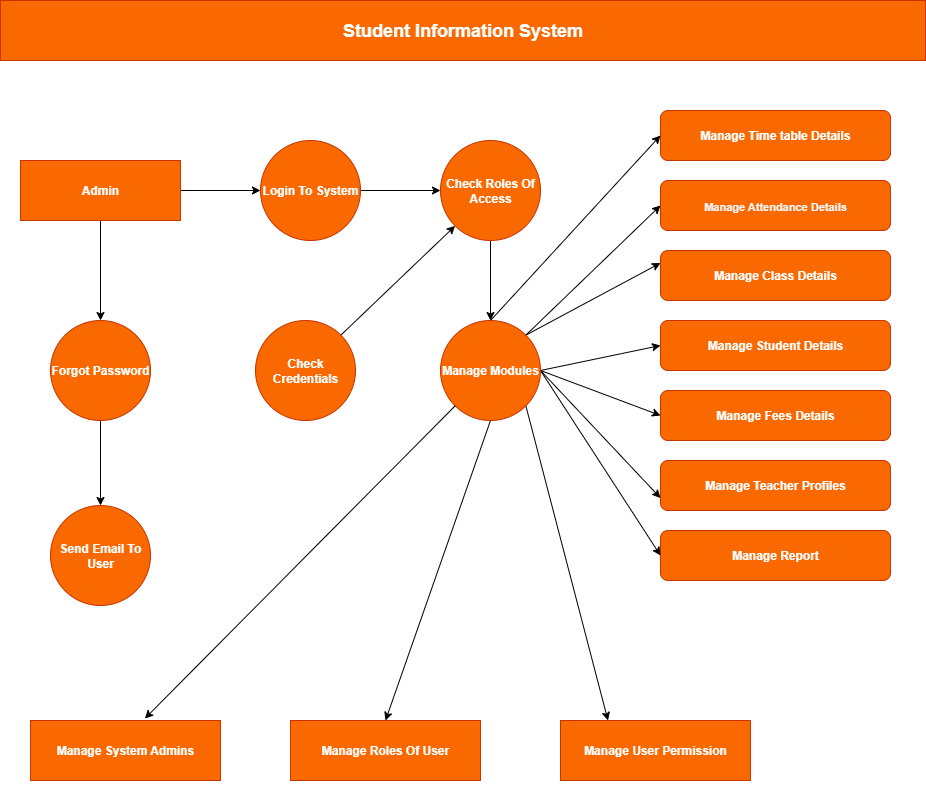 Student Information System
Manage Time table Details
Admin
Login To System
Check Roles Of
Access
Manage Attendance Details
Manage Class Details
Forgot Password
Check
Credentials
Manage Modules
Manage Student Details
Manage Fees Details
Manage Teacher Profiles
Send Email To
User
Manage Report
Manage System Admins
Manage Roles Of User
Manage User Permission